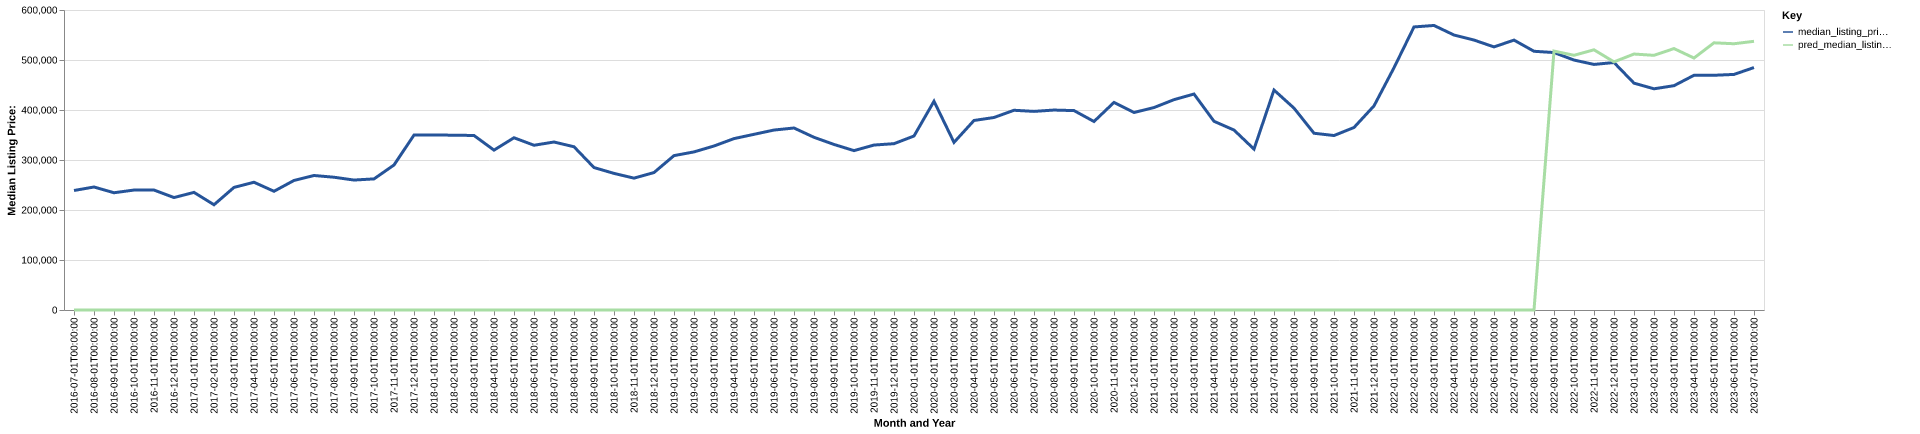 600,000
500,000
400,000
300,000
200,000
100,000
0
Median Listing Price:
2016-07-01T00:00:00
2016-08-01T00:00:00
2016-09-01T00:00:00
2016-10-01T00:00:00
2016-11-01T00:00:00
2016-12-01T00:00:00
2017-01-01T00:00:00
2017-02-01T00:00:00
2017-03-01T00:00:00
2017-04-01T00:00:00
2017-05-01T00:00:00
2017-06-01T00:00:00
2017-07-01T00:00:00
2017-08-01T00:00:00
2017-09-01T00:00:00
2017-10-01T00:00:00
2017-11-01T00:00:00
2017-12-01T00:00:00
2018-01-01T00:00:00
2018-02-01T00:00:00
2018-03-01T00:00:00
2018-04-01T00:00:00
2018-05-01T00:00:00
2018-06-01T00:00:00
2018-07-01T00:00:00
2018-08-01T00:00:00
2018-09-01T00:00:00
2018-10-01T00:00:00
2018-11-01T00:00:00
2018-12-01T00:00:00
2019-01-01T00:00:00
2019-02-01T00:00:00
2019-03-01T00:00:00
2019-04-01T00:00:00
2019-05-01T00:00:00
2019-06-01T00:00:00
2019-07-01T00:00:00
2019-08-01T00:00:00
2019-09-01T00:00:00
2019-10-01T00:00:00
2019-11-01T00:00:00
2019-12-01T00:00:00
2020-01-01T00:00:00
2020-02-01T00:00:00
2020-03-01T00:00:00
2020-04-01T00:00:00
2020-05-01T00:00:00
2020-06-01T00:00:00
2020-07-01T00:00:00
2020-08-01T00:00:00
2020-09-01T00:00:00
2020-10-01T00:00:00
2020-11-01T00:00:00
2020-12-01T00:00:00
2021-01-01T00:00:00
2021-02-01T00:00:00
2021-03-01T00:00:00
2021-04-01T00:00:00
2021-05-01T00:00:00
2021-06-01T00:00:00
2021-07-01T00:00:00
2021-08-01T00:00:00
2021-09-01T00:00:00
2021-10-01T00:00:00
2021-11-01T00:00:00
2021-12-01T00:00:00
2022-01-01T00:00:00
2022-02-01T00:00:00
2022-03-01T00:00:00
2022-04-01T00:00:00
2022-05-01T00:00:00
2022-06-01T00:00:00
2022-07-01T00:00:00
2022-08-01T00:00:00
2022-09-01T00:00:00
2022-10-01T00:00:00
2022-11-01T00:00:00
2022-12-01T00:00:00
2023-01-01T00:00:00
2023-02-01T00:00:00
2023-03-01T00:00:00
2023-04-01T00:00:00
2023-05-01T00:00:00
2023-06-01T00:00:00
2023-07-01T00:00:00
Month and Year
Key
median_listing_pri…
pred_median_listin…